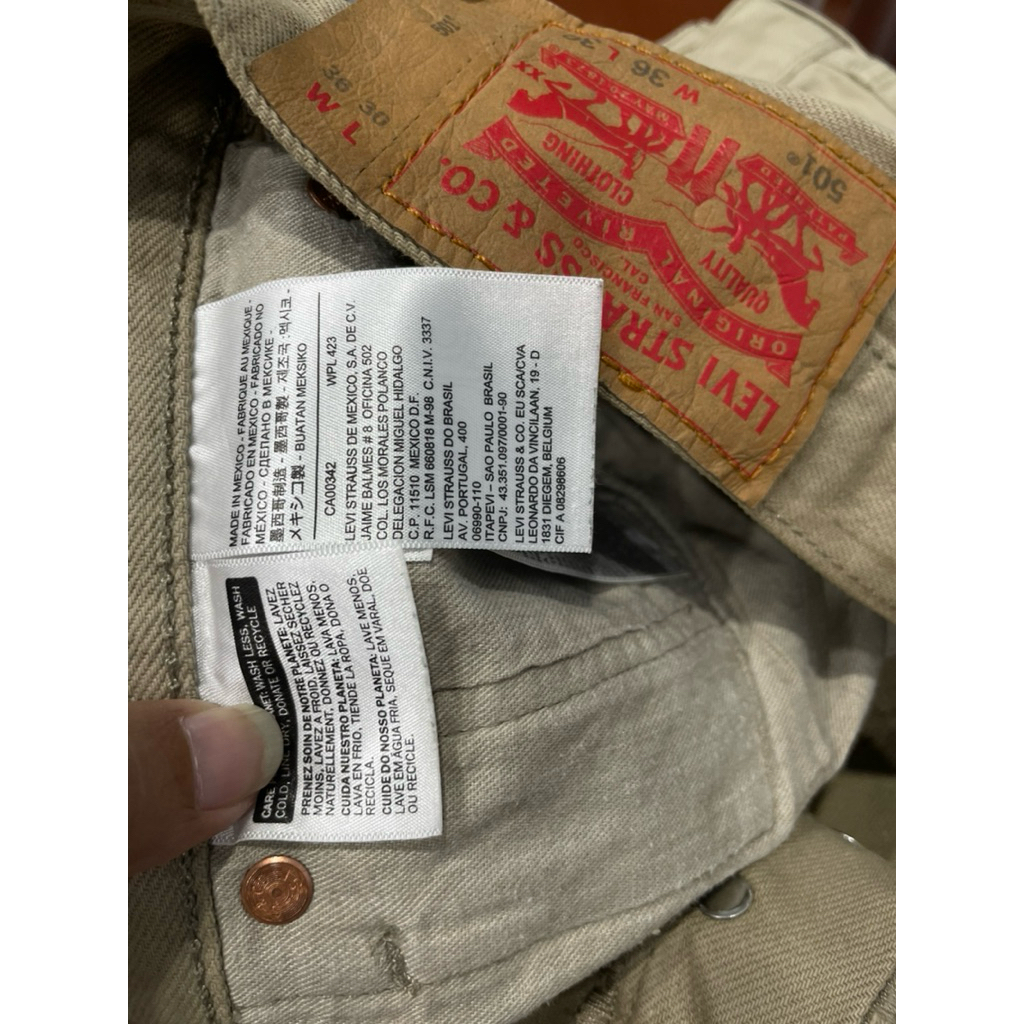 W L
36 30
W 36 L
501®
LEVI STRAUSS & CO.
ORIGINAL RIVETED
QUALITY CLOTHING
SAN FRANCISCO
CAL.
PATENTED
MAY 20 1873
XX
MADE IN MEXICO - FABRIQUE AU MEXIQUE -
FABRICADO EN MÉXICO - FABRICADO NO
MÉXICO - СДЕЛАНО В МЕКСИКЕ -
墨西哥制造 - 墨西哥製 - 제조국 :멕시코 -
メキシコ製 - BUATAN MEKSIKO
CA00342 WPL 423
LEVI STRAUSS DE MEXICO, S.A. DE C.V.
JAIME BALMES # 8 OFICINA 502
COL. LOS MORALES POLANCO
DELEGACION MIGUEL HIDALGO
C.P. 11510 MEXICO D.F.
R.F.C. LSM 660818 M-98 C.N.I.V. 3337
LEVI STRAUSS DO BRASIL
AV. PORTUGAL, 400
06990-110
ITAPEVI – SAO PAULO BRASIL
CNPJ: 43.351.097/0001-90
LEVI STRAUSS & CO. EU SCA/CVA
LEONARDO DA VINCILAAN, 19 - D
1831 DIEGEM, BELGIUM
CIF A 08298606
WASH LESS, WASH
COLD, LINE DRY, DONATE OR RECYCLE
PRENEZ SOIN DE NOTRE PLANETE: LAVEZ
MOINS, LAVEZ A FROID, LAISSEZ SÉCHER
NATURELLEMENT, DONNEZ OU RECYCLEZ
CUIDA NUESTRO PLANETA: LAVA MENOS,
LAVA EN FRIO, TIENDE LA ROPA, DONA O
RECICLA.
CUIDE DO NOSSO PLANETA: LAVE MENOS,
LAVE EM ÁGUA FRIA, SEQUE EM VARAL, DOE
OU RECICLE.